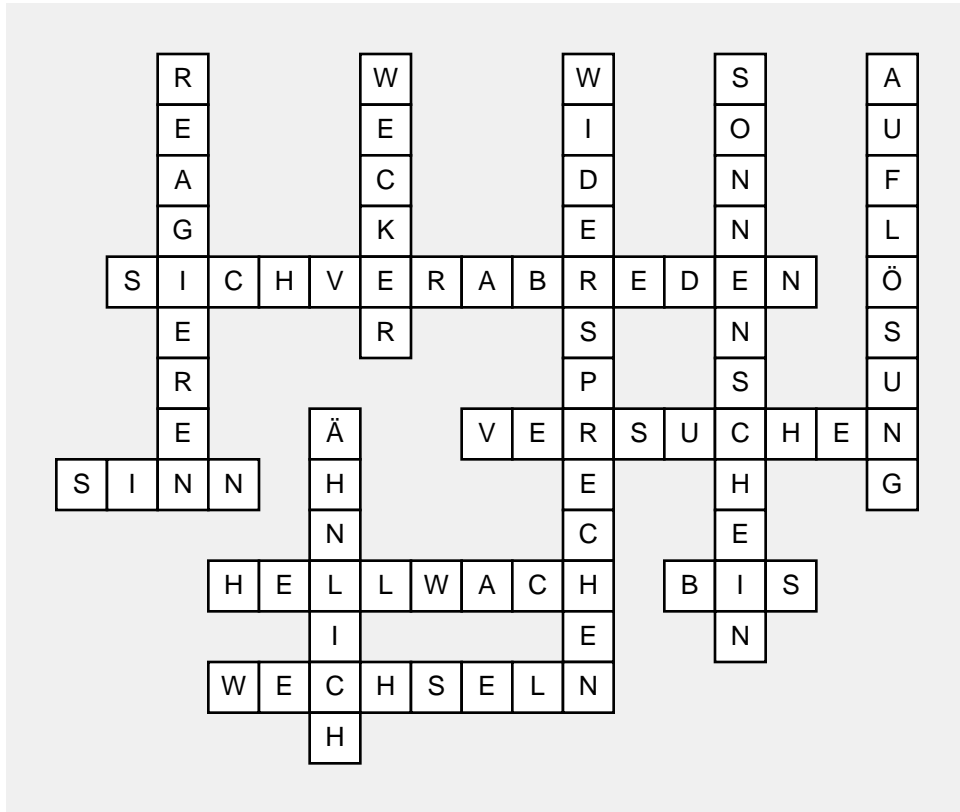 REAGIEREN
WECKER
WIDERSPRECHEN
SONNENSCHEIN
AUFLÖSUNG
SICHVERABREDEN
ÄHNLICH
VERSUCHEN
SINN
HELLWACH
BIS
WECHSELN